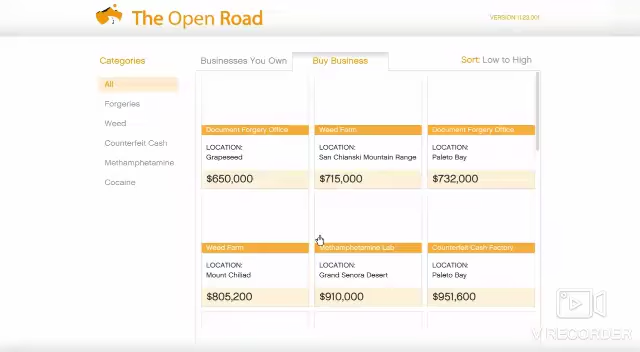 The Open Road
VERSION 1.23.001
Categories
Businesses You Own
Buy Business
Sort: Low to High
All
Forgeries
Weed
Counterfeit Cash
Methamphetamine
Cocaine
Document Forgery Office
LOCATION:
Grapeseed
$650,000
Weed Farm
LOCATION:
San Chianski Mountain Range
$715,000
Document Forgery Office
LOCATION:
Paleto Bay
$732,000
Weed Farm
LOCATION:
Mount Chiliad
$805,200
Methamphetamine Lab
LOCATION:
Grand Senora Desert
$910,000
Counterfeit Cash Factory
LOCATION:
Paleto Bay
$951,600
V RECORDER